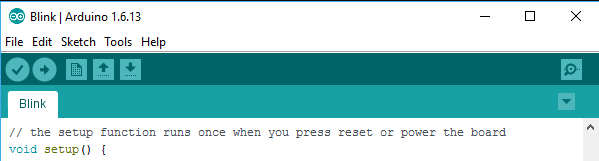 Blink | Arduino 1.6.13
File Edit Sketch Tools Help
Blink
// the setup function runs once when you press reset or power the board
void setup() {